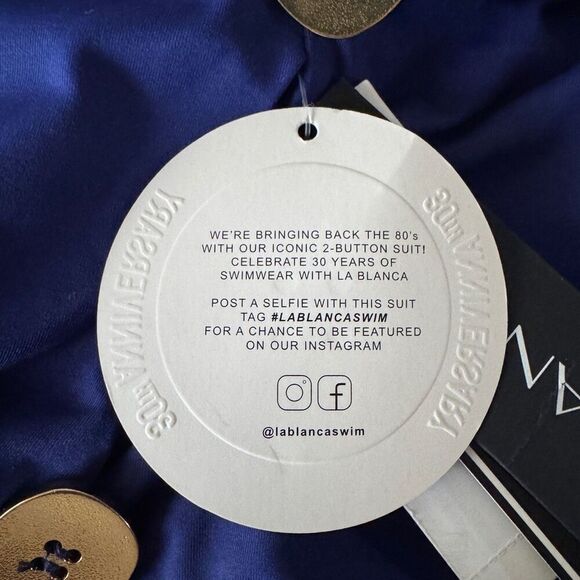 WE'RE BRINGING BACK THE 80's
WITH OUR ICONIC 2-BUTTON SUIT!
CELEBRATE 30 YEARS OF
SWIMWEAR WITH LA BLANCA
POST A SELFIE WITH THIS SUIT
TAG #LABLANCASWIM
FOR A CHANCE TO BE FEATURED
ON OUR INSTAGRAM
@lablancaswim
30TH ANNIVERSARY
30TH ANNIVERSARY
AN